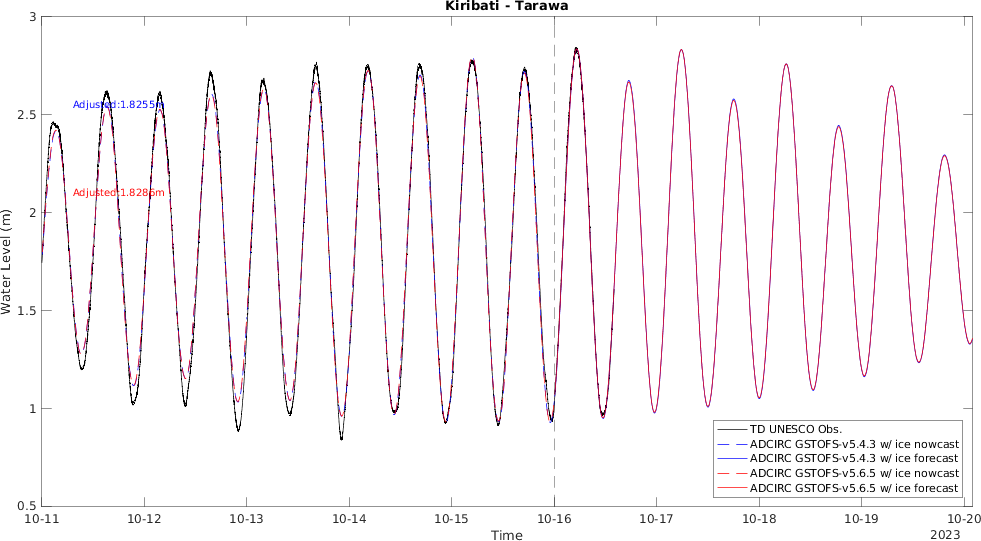 Kiribati - Tarawa
3
2.5
2
1.5
1
0.5
Water Level (m)
Adjusted:1.8255m
Adjusted:1.8286m
TD UNESCO Obs.
ADCIRC GSTOFS-v5.4.3 w/ ice nowcast
ADCIRC GSTOFS-v5.4.3 w/ ice forecast
ADCIRC GSTOFS-v5.6.5 w/ ice nowcast
ADCIRC GSTOFS-v5.6.5 w/ ice forecast
10-11 10-12 10-13 10-14 10-15 10-16 10-17 10-18 10-19 10-20
Time
2023